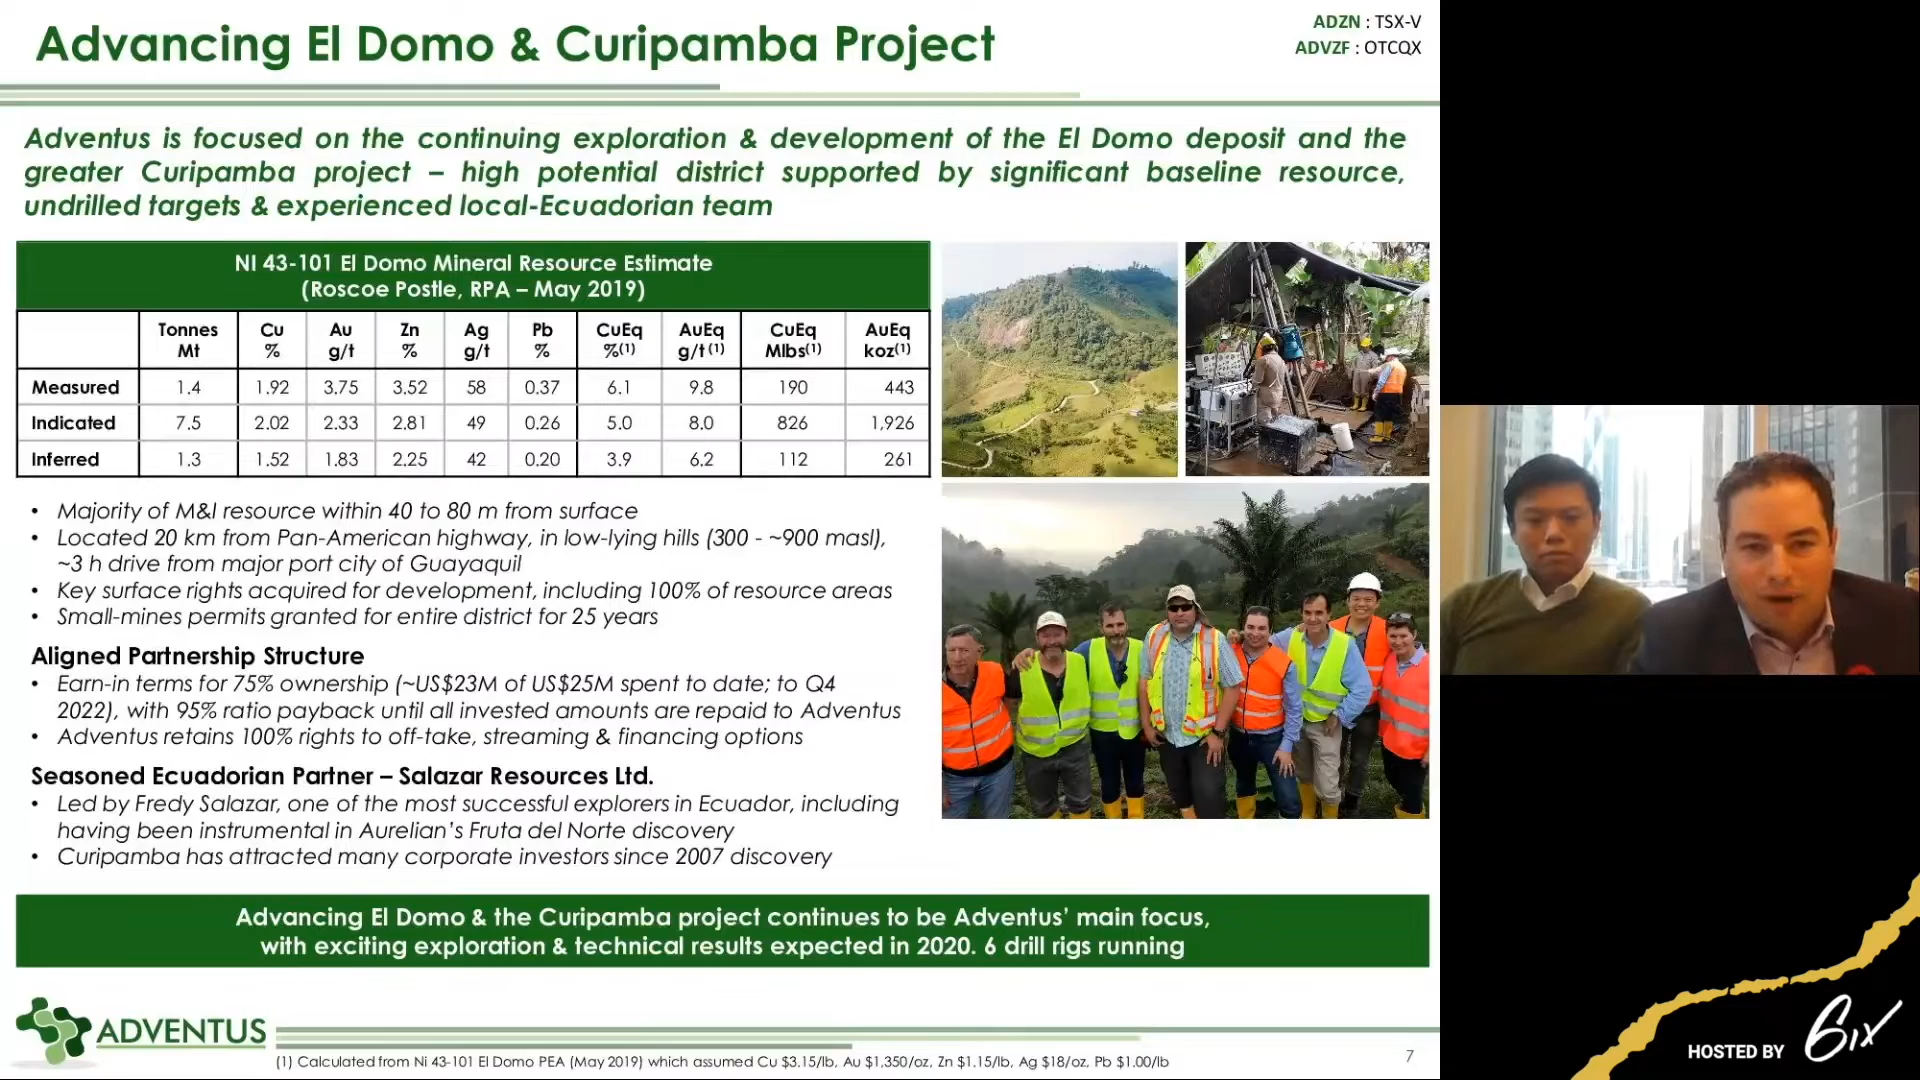 Advancing El Domo & Curipamba Project
ADZN : TSX-V
ADVZF : OTCQX
Adventus is focused on the continuing exploration & development of the El Domo deposit and the
greater Curipamba project – high potential district supported by significant baseline resource,
undrilled targets & experienced local-Ecuadorian team
NI 43-101 El Domo Mineral Resource Estimate
(Roscoe Postle, RPA – May 2019)
Tonnes Mt Cu % Au g/t Zn % Ag g/t Pb % CuEq %(1) AuEq g/t (1) CuEq Mlbs(1) AuEq koz(1)
Measured 1.4 1.92 3.75 3.52 58 0.37 6.1 9.8 190 443
Indicated 7.5 2.02 2.33 2.81 49 0.26 5.0 8.0 826 1,926
Inferred 1.3 1.52 1.83 2.25 42 0.20 3.9 6.2 112 261
• Majority of M&I resource within 40 to 80 m from surface
• Located 20 km from Pan-American highway, in low-lying hills (300 - ~900 masl),
~3 h drive from major port city of Guayaquil
• Key surface rights acquired for development, including 100% of resource areas
• Small-mines permits granted for entire district for 25 years
Aligned Partnership Structure
• Earn-in terms for 75% ownership (~US$23M of US$25M spent to date; to Q4
2022), with 95% ratio payback until all invested amounts are repaid to Adventus
• Adventus retains 100% rights to off-take, streaming & financing options
Seasoned Ecuadorian Partner – Salazar Resources Ltd.
• Led by Fredy Salazar, one of the most successful explorers in Ecuador, including
having been instrumental in Aurelian’s Fruta del Norte discovery
• Curipamba has attracted many corporate investors since 2007 discovery
Advancing El Domo & the Curipamba project continues to be Adventus’ main focus,
with exciting exploration & technical results expected in 2020. 6 drill rigs running
ADVENTUS
(1) Calculated from Ni 43-101 El Domo PEA (May 2019) which assumed Cu $3.15/lb, Au $1,350/oz, Zn $1.15/lb, Ag $18/oz, Pb $1.00/lb
7
HOSTED BY 6ix